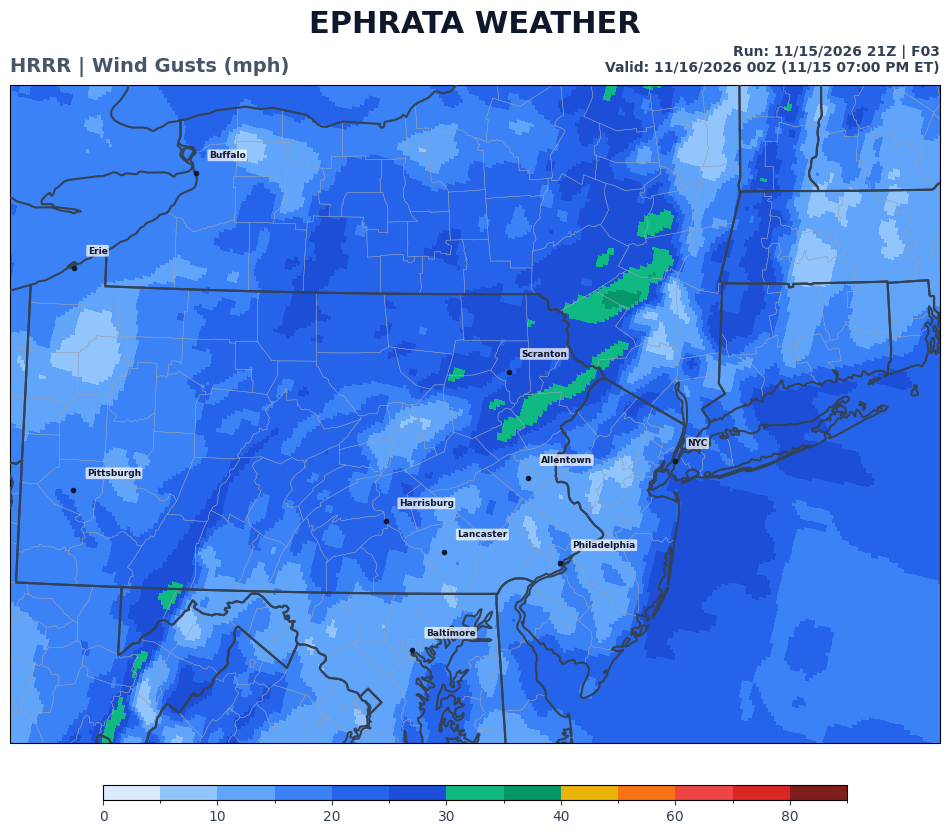 EPHRATA WEATHER
HRRR | Wind Gusts (mph)
Run: 11/15/2026 21Z | F03
Valid: 11/16/2026 00Z (11/15 07:00 PM ET)
Buffalo
Erie
Scranton
NYC
Allentown
Pittsburgh
Harrisburg
Lancaster
Philadelphia
Baltimore
0 10 20 30 40 60 80